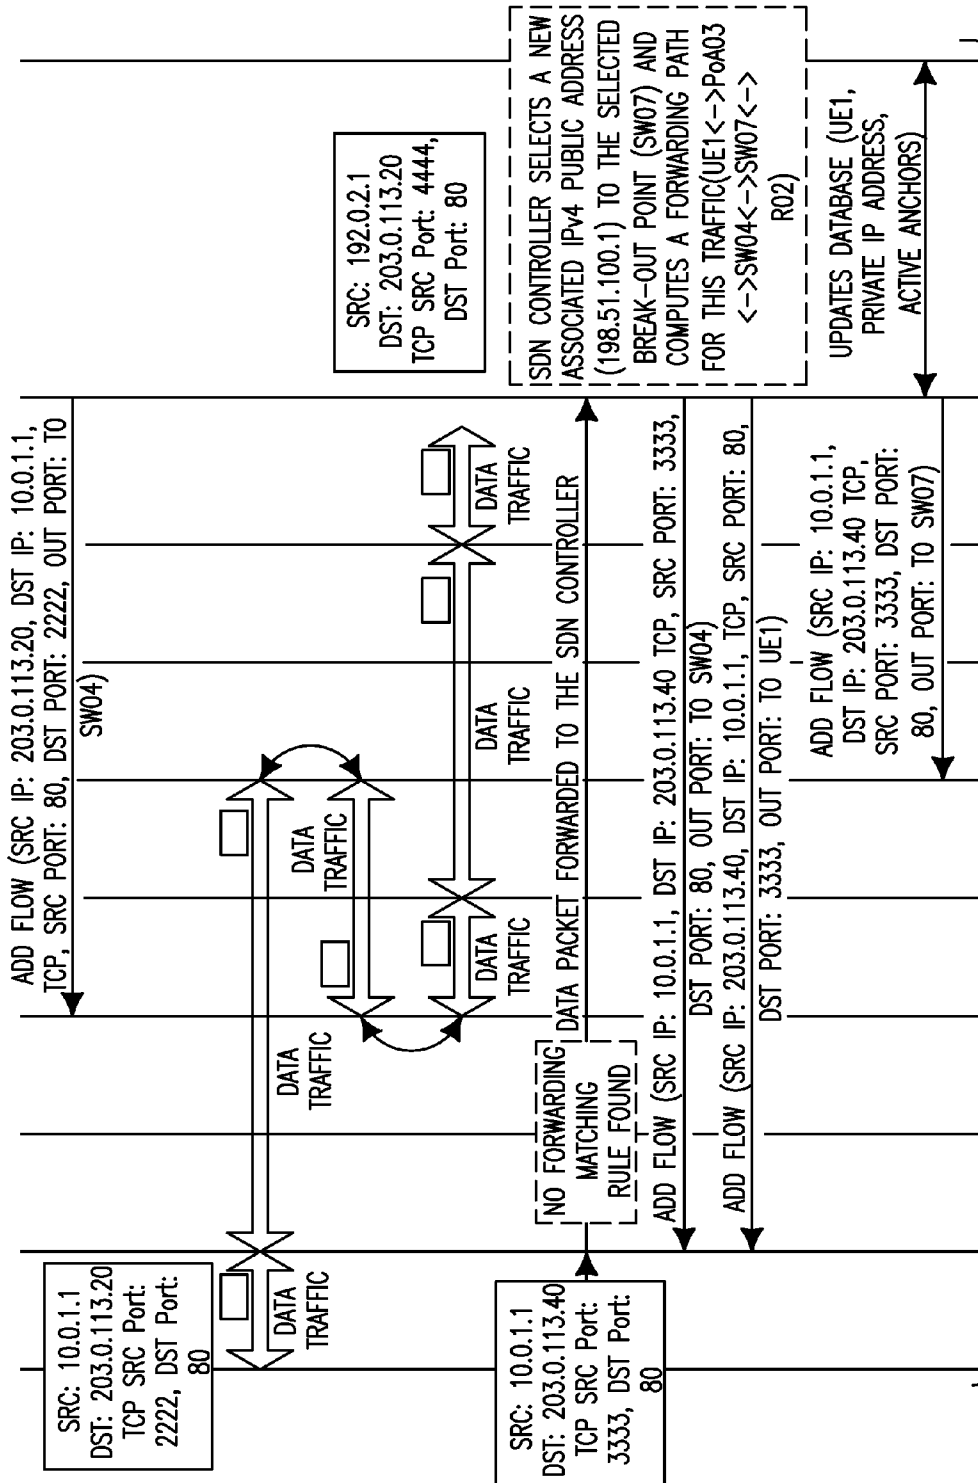 SRC: 10.0.1.1
DST: 203.0.113.20
TCP SRC Port:
2222, DST Port:
80
ADD FLOW (SRC IP: 203.0.113.20, DST IP: 10.0.1.1,
TCP, SRC PORT: 80, DST PORT: 2222, OUT PORT: TO
SW04)
DATA
TRAFFIC
DATA
TRAFFIC
DATA
TRAFFIC
DATA
TRAFFIC
DATA
TRAFFIC
DATA
TRAFFIC
SRC: 192.0.2.1
DST: 203.0.113.20
TCP SRC Port: 4444,
DST Port: 80
SRC: 10.0.1.1
DST: 203.0.113.40
TCP SRC Port:
3333, DST Port:
80
NO FORWARDING
MATCHING
RULE FOUND
DATA PACKET FORWARDED TO THE SDN CONTROLLER
SDN CONTROLLER SELECTS A NEW
ASSOCIATED IPv4 PUBLIC ADDRESS
(198.51.100.1) TO THE SELECTED
BREAK-OUT POINT (SW07) AND
COMPUTES A FORWARDING PATH
FOR THIS TRAFFIC(UE1<->PoA03
<->SW04<->SW07<->
R02)
ADD FLOW (SRC IP: 10.0.1.1, DST IP: 203.0.113.40 TCP, SRC PORT: 3333,
DST PORT: 80, OUT PORT: TO SW04)
ADD FLOW (SRC IP: 203.0.113.40, DST IP: 10.0.1.1, TCP, SRC PORT: 80,
DST PORT: 3333, OUT PORT: TO UE1)
UPDATES DATABASE (UE1,
PRIVATE IP ADDRESS,
ACTIVE ANCHORS)
ADD FLOW (SRC IP: 10.0.1.1,
DST IP: 203.0.113.40 TCP,
SRC PORT: 3333, DST PORT:
80, OUT PORT: TO SW07)